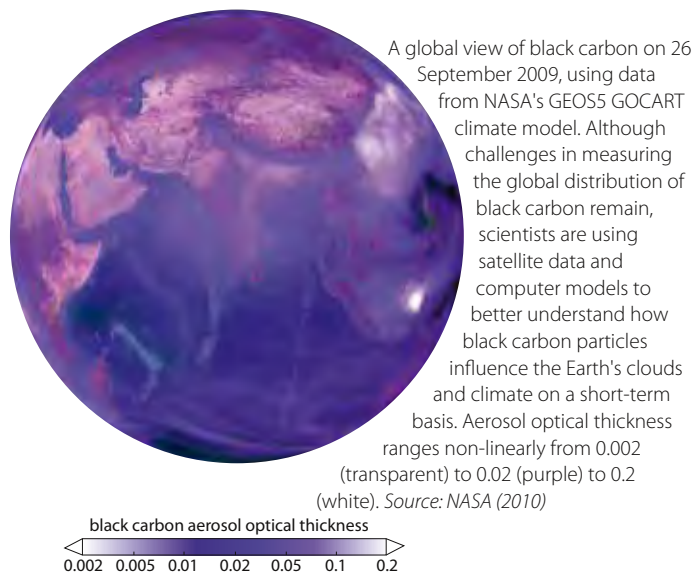 A global view of black carbon on 26
September 2009, using data
from NASA's GEOS5 GOCART
climate model. Although
challenges in measuring
the global distribution of
black carbon remain,
scientists are using
satellite data and
computer models to
better understand how
black carbon particles
influence the Earth's clouds
and climate on a short-term
basis. Aerosol optical thickness
ranges non-linearly from 0.002
(transparent) to 0.02 (purple) to 0.2
(white). Source: NASA (2010)
black carbon aerosol optical thickness
0.002 0.005 0.01 0.02 0.05 0.1 0.2